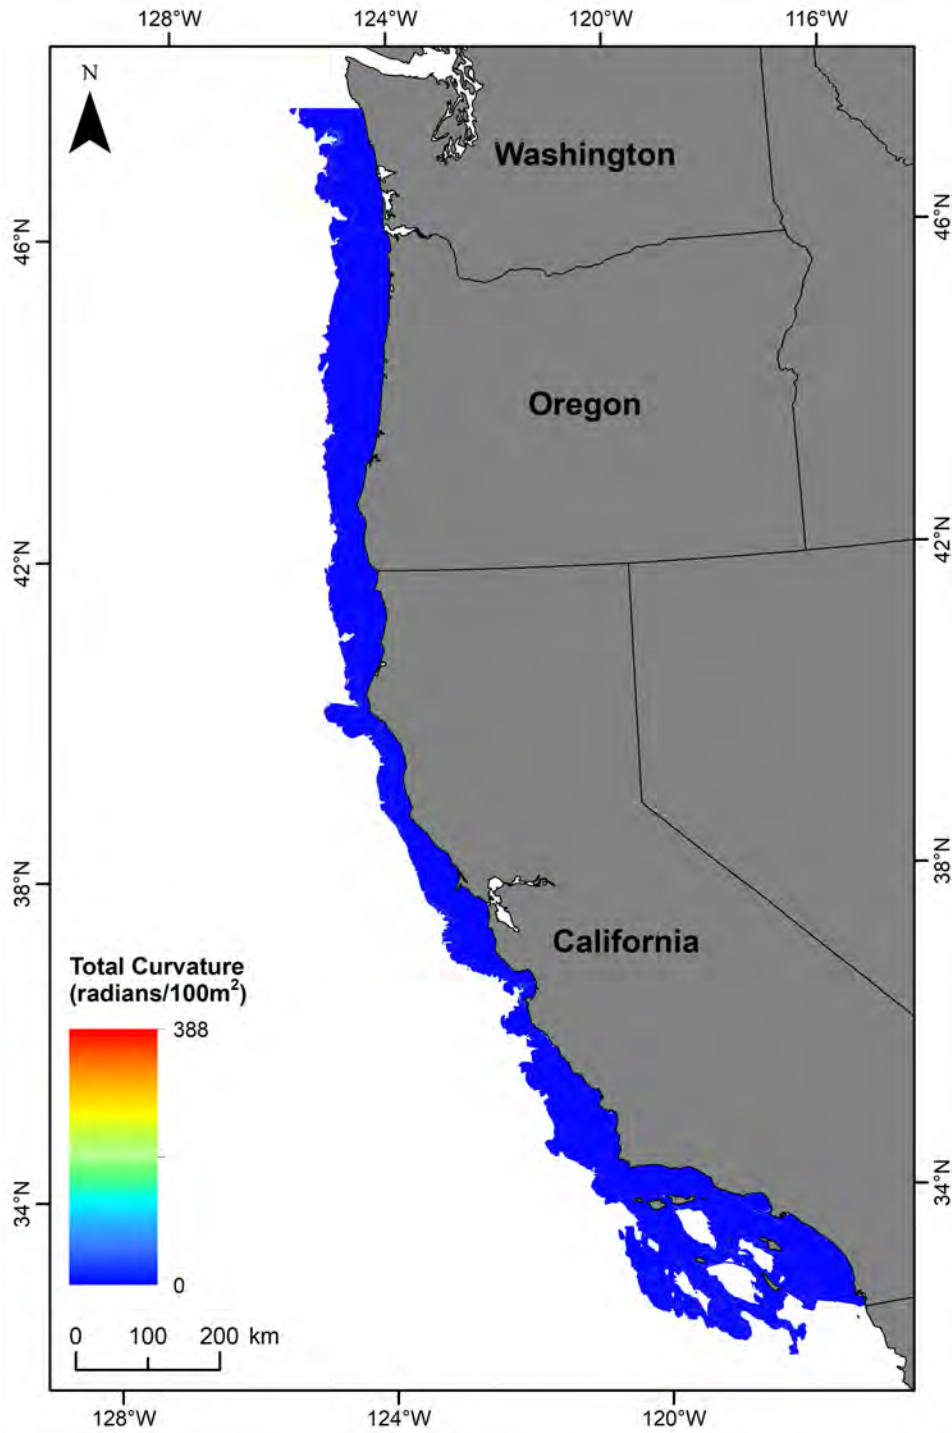 128°W 124°W 120°W 116°W
N
Washington
46°N
46°N
Oregon
42°N
42°N
38°N
38°N
California
Total Curvature
(radians/100m²)
388
34°N
34°N
0
0 100 200 km
128°W 124°W 120°W